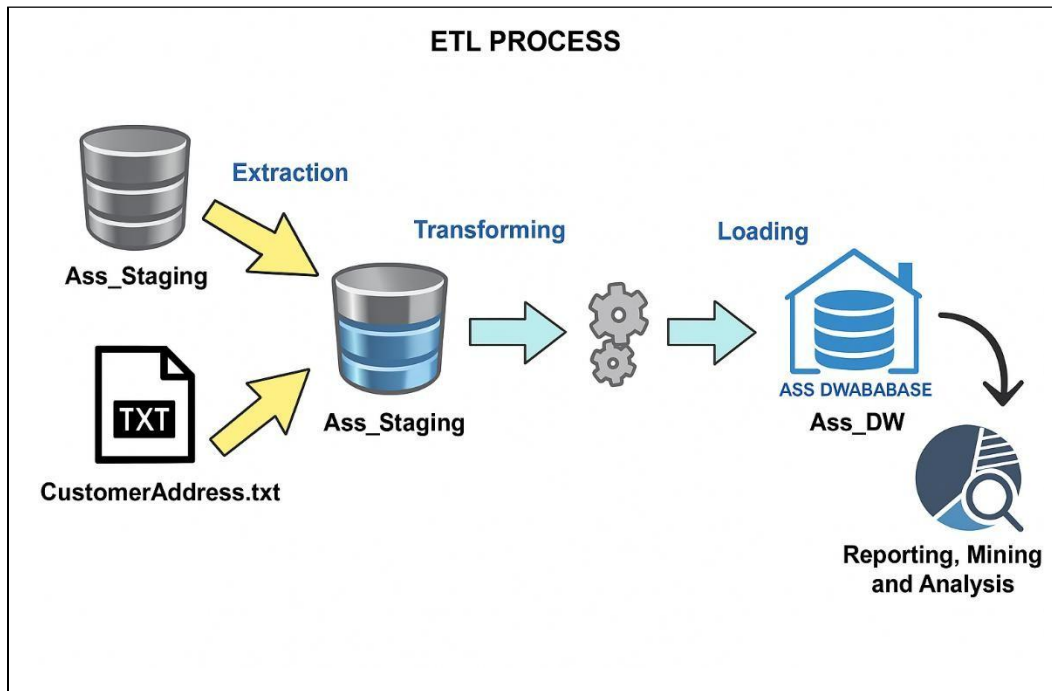 ETL PROCESS
Extraction
Ass_Staging
Transforming
Loading
TXT
CustomerAddress.txt
Ass_Staging
ASS DWABABASE
Ass_DW
Reporting, Mining
and Analysis